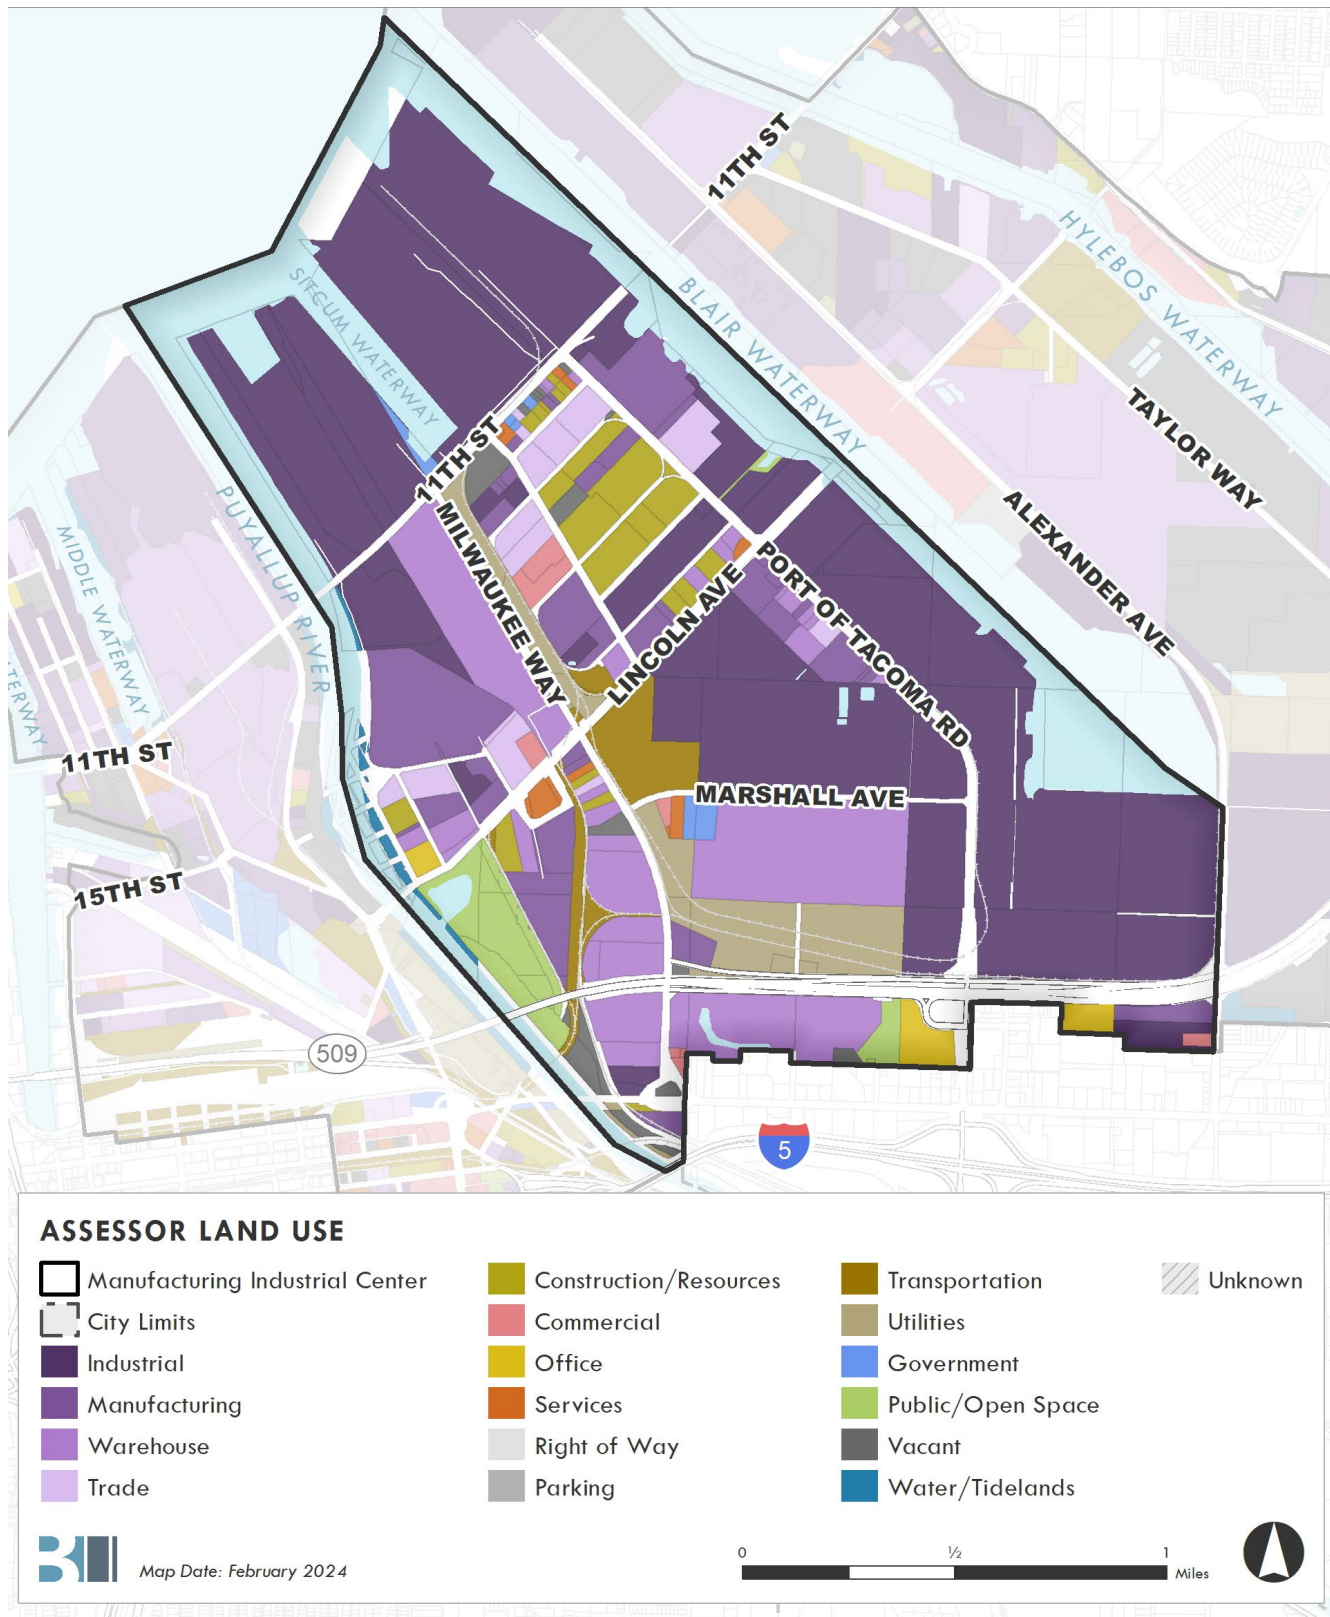 11TH ST
HYLEBOS WATERWAY
BLAIR WATERWAY
SITCUM WATERWAY
TAYLOR WAY
11TH ST
ALEXANDER AVE
PUYALLUP RIVER
MIDDLE WATERWAY
MILWAUKEE WAY
PORT OF TACOMA RD
LINCOLN AVE
TERWAY
11TH ST
MARSHALL AVE
15TH ST
509
5
ASSESSOR LAND USE
Manufacturing Industrial Center
City Limits
Industrial
Manufacturing
Warehouse
Trade
Construction/Resources
Commercial
Office
Services
Right of Way
Parking
Transportation
Utilities
Government
Public/Open Space
Vacant
Water/Tidelands
Unknown
Map Date: February 2024
0 ½ 1
Miles